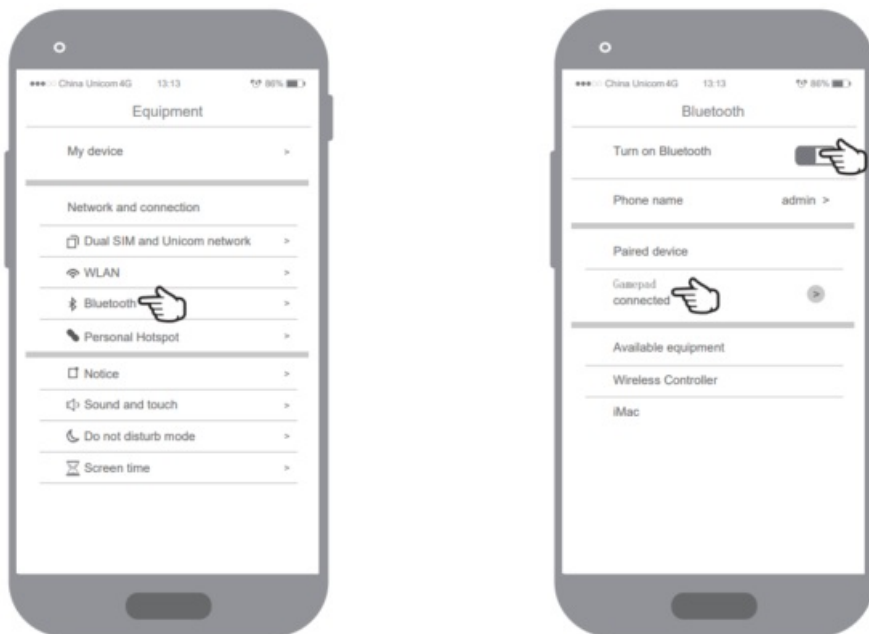 China Unicom 4G 13:13 86%
Equipment
My device >
Network and connection
Dual SIM and Unicom network >
WLAN >
Bluetooth >
Personal Hotspot >
Notice >
Sound and touch >
Do not disturb mode >
Screen time >
China Unicom 4G 13:13 86%
Bluetooth
Turn on Bluetooth
Phone name admin >
Paired device
Gamepad
connected >
Available equipment
Wireless Controller
iMac